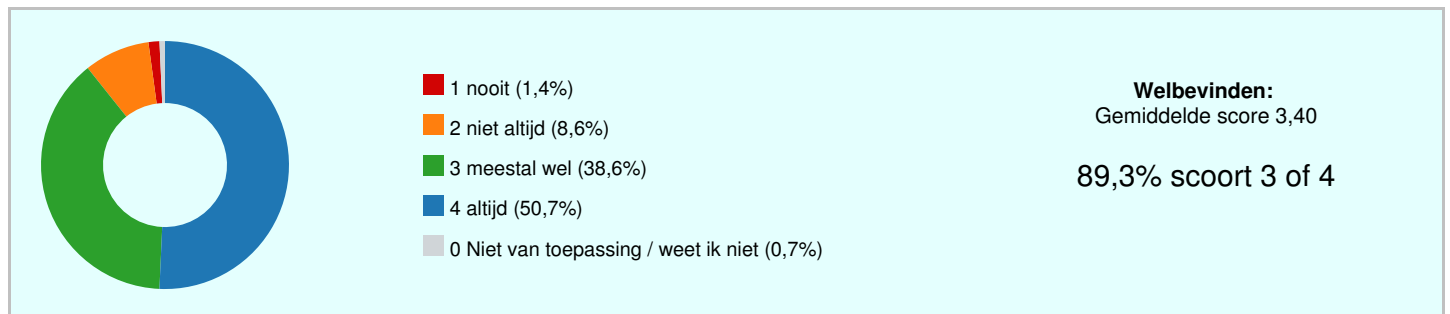 1 nooit (1,4%)
2 niet altijd (8,6%)
3 meestal wel (38,6%)
4 altijd (50,7%)
0 Niet van toepassing / weet ik niet (0,7%)
Welbevinden:
Gemiddelde score 3,40
89,3% scoort 3 of 4